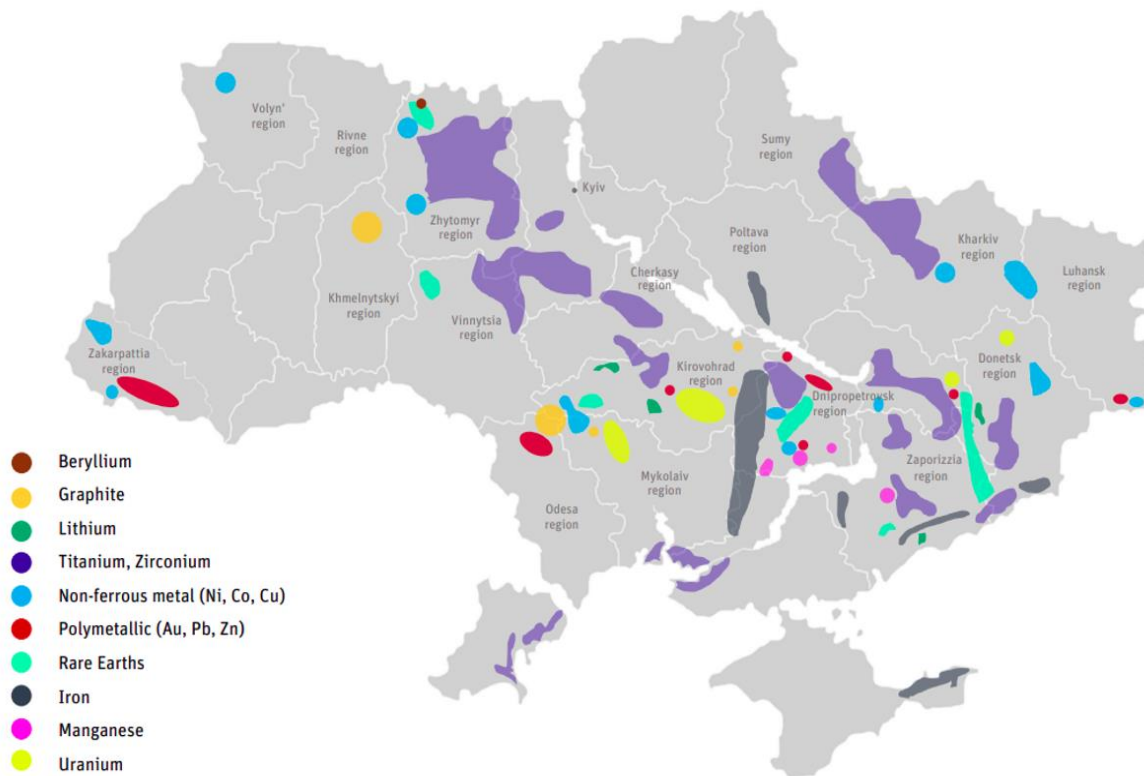 Volyn'
region
Rivne
region
Sumy
region
Kyiv
Zhytomyr
region
Poltava
region
Kharkiv
region
Luhansk
region
Khmelnytskyi
region
Vinnytsia
region
Cherkasy
region
Zakarpattia
region
Kirovohrad
region
Donetsk
region
Dnipropetrovsk
region
Zaporizzia
region
Mykolaiv
region
Odesa
region
Beryllium
Graphite
Lithium
Titanium, Zirconium
Non-ferrous metal (Ni, Co, Cu)
Polymetallic (Au, Pb, Zn)
Rare Earths
Iron
Manganese
Uranium